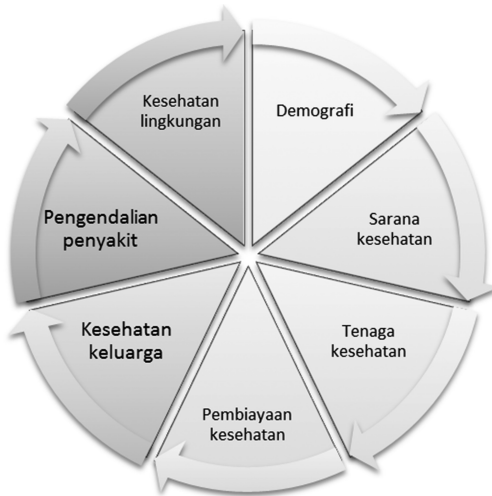 Demografi
Sarana
kesehatan
Tenaga
kesehatan
Pembiayaan
kesehatan
Kesehatan
keluarga
Pengendalian
penyakit
Kesehatan
lingkungan